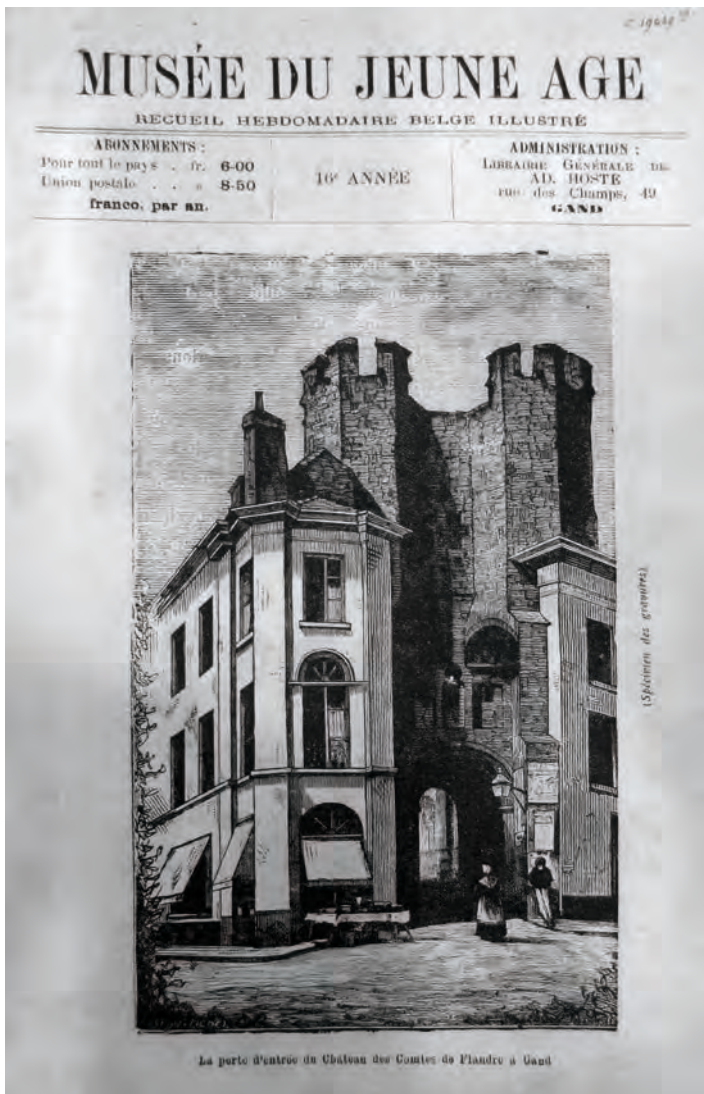 MUSÉE DU JEUNE AGE
RECUEIL HEBDOMADAIRE BELGE ILLUSTRÉ
ABONNEMENTS :
Pour tout le pays . fr. 6-00
Union postale . . » 8-50
franco, par an.
16e ANNÉE
ADMINISTRATION :
LIBRAIRIE GÉNÉRALE DE
AD. HOSTE
rue des Champs, 49
GAND
(Spécimen des gravures).
La porte d'entrée du Château des Comtes de Flandre à Gand